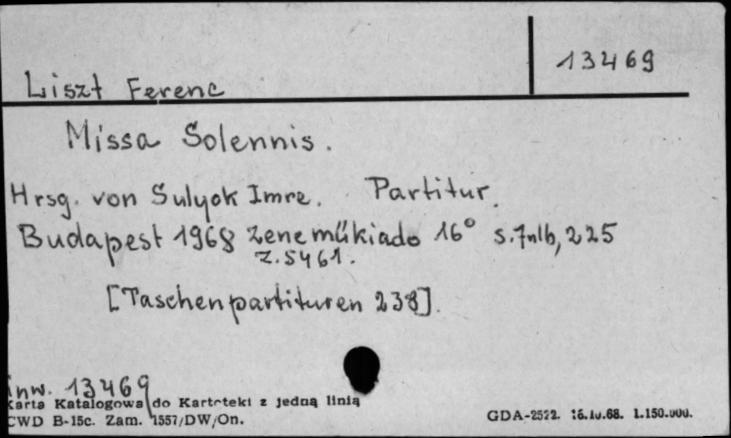 13469
Liszt Ferenc
Missa Solennis.
Hrsg. von Sulyok Imre. Partitur.
Budapest 1968 Zeneműkiado 16° s. 7nlb, 225
Z.5461.
[Taschenpartituren 238].
inw. 13469
Karta Katalogowa do Kartoteki z jedną linią
CWD B-15c. Zam. 1557/DW/On.
GDA-2522. 16.10.68. 1.150.000.